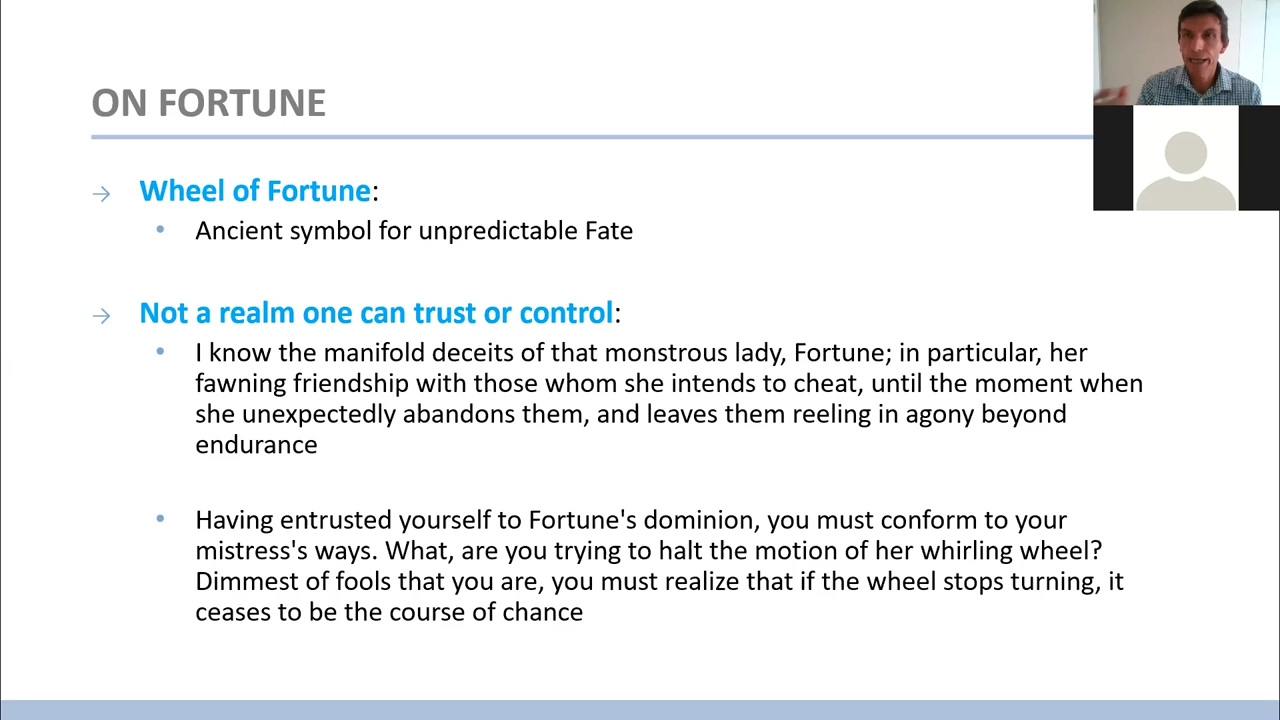 ON FORTUNE
→ Wheel of Fortune:
• Ancient symbol for unpredictable Fate
→ Not a realm one can trust or control:
• I know the manifold deceits of that monstrous lady, Fortune; in particular, her
fawning friendship with those whom she intends to cheat, until the moment when
she unexpectedly abandons them, and leaves them reeling in agony beyond
endurance
• Having entrusted yourself to Fortune's dominion, you must conform to your
mistress's ways. What, are you trying to halt the motion of her whirling wheel?
Dimmest of fools that you are, you must realize that if the wheel stops turning, it
ceases to be the course of chance